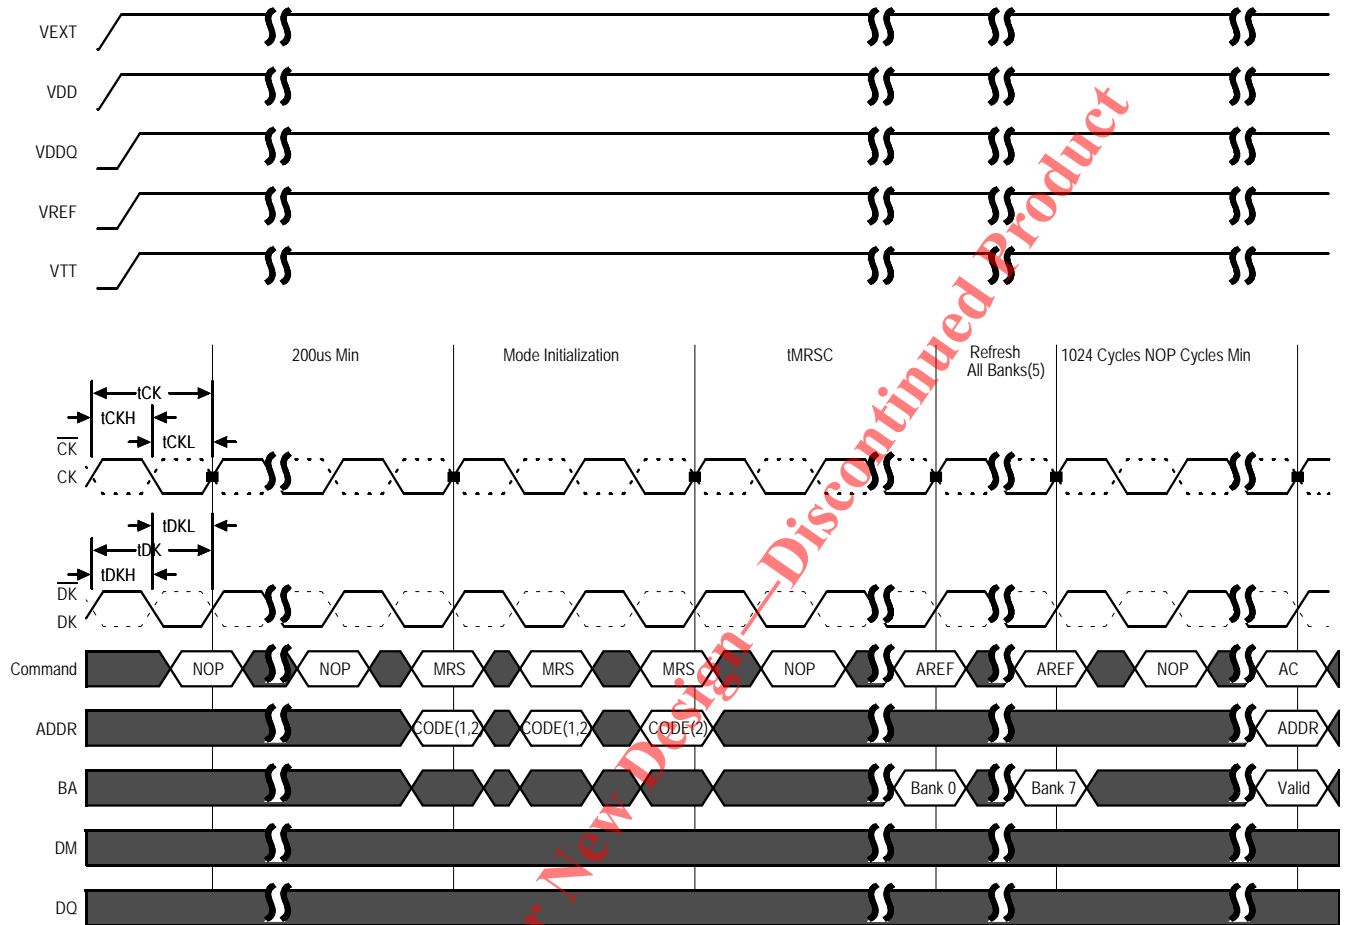 VEXT
VDD
VDDQ
VREF
VTT
200us Min
Mode Initialization
tMRSC
Refresh
All Banks(5)
1024 Cycles NOP Cycles Min
tCK
tCKH
tCKL
CK
CK
tDKL
tDK
tDKH
DK
DK
Command NOP NOP MRS MRS MRS NOP AREF AREF NOP AC
ADDR CODE(1,2 CODE(1,2 CODE(2) ADDR
BA Bank 0 Bank 7 Valid
DM
DQ
r New Design—Discontinued Product